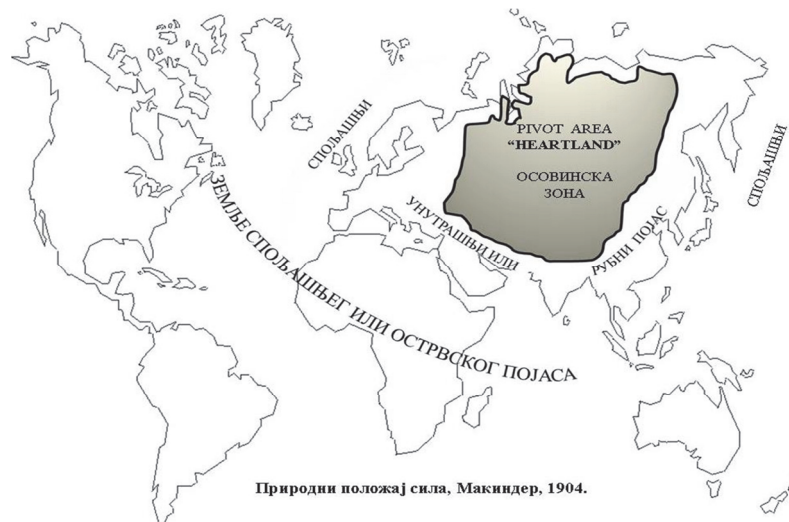 СПОЉАШЊИ
PIVOT AREA
“HEARTLAND”
ОСОВИНСКА
ЗОНА
СПОЉАШЊИ
УНУТРАШЊИ ИЛИ
РУБНИ ПОЈАС
ЗЕМЉЕ СПОЉАШЊЕГ ИЛИ ОСТРВСКОГ ПОЈАСА
Природни положај сила, Макиндер, 1904.